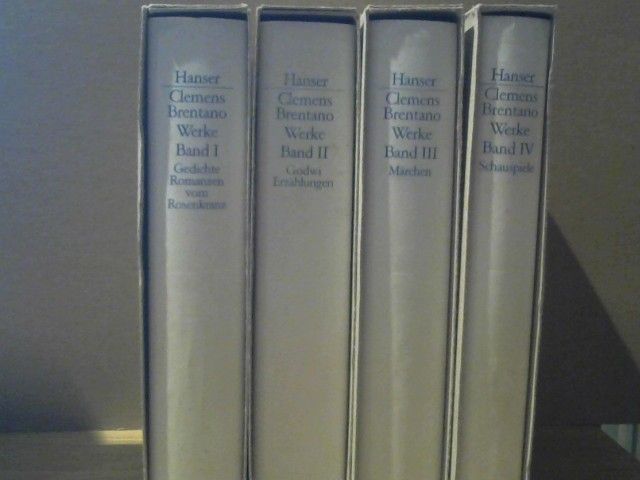 Hanser
Clemens
Brentano
Werke
Band I
Gedichte
Romanzen
vom
Rosenkranz
Hanser
Clemens
Brentano
Werke
Band II
Godwi
Erzählungen
Hanser
Clemens
Brentano
Werke
Band III
Märchen
Hanser
Clemens
Brentano
Werke
Band IV
Schauspiele